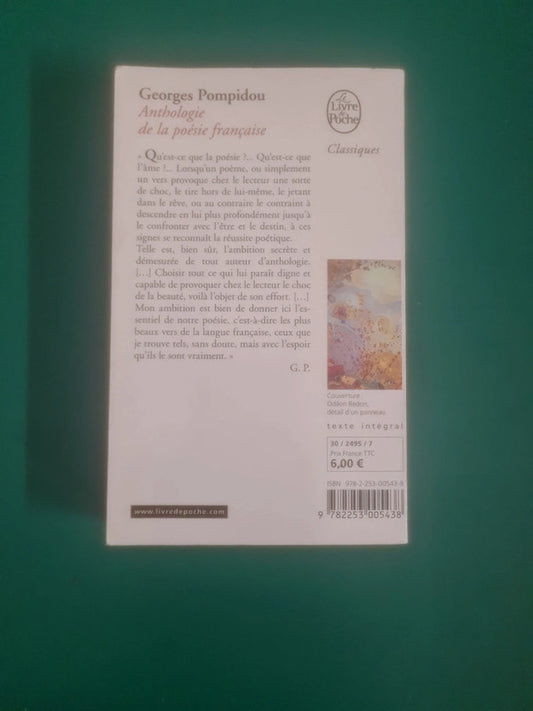 Georges Pompidou
Anthologie
de la poésie française
Le
Livre
de
Poche
Classiques
« Qu'est-ce que la poésie ?... Qu'est-ce que
l'âme ?... Lorsqu'un poème, ou simplement
un vers provoque chez le lecteur une sorte
de choc, le tire hors de lui-même, le jetant
dans le rêve, ou au contraire le contraint à
descendre en lui plus profondément jusqu'à
le confronter avec l'être et le destin, à ces
signes se reconnaît la réussite poétique.
Telle est, bien sûr, l'ambition secrète et
démesurée de tout auteur d'anthologie.
[...] Choisir tout ce qui lui paraît digne et
capable de provoquer chez le lecteur le choc
de la beauté, voilà l'objet de son effort. [...]
Mon ambition est bien de donner ici l'es-
sentiel de notre poésie, c'est-à-dire les plus
beaux vers de la langue française, ceux que
je trouve tels, sans doute, mais avec l'espoir
qu'ils le sont vraiment. »
G. P.
Couverture :
Odilon Redon,
détail d'un panneau.
texte intégral
30 / 2495 / 7
Prix France TTC
6,00 €
ISBN 978-2-253-00543-8
9 782253 005438
www.livredepoche.com